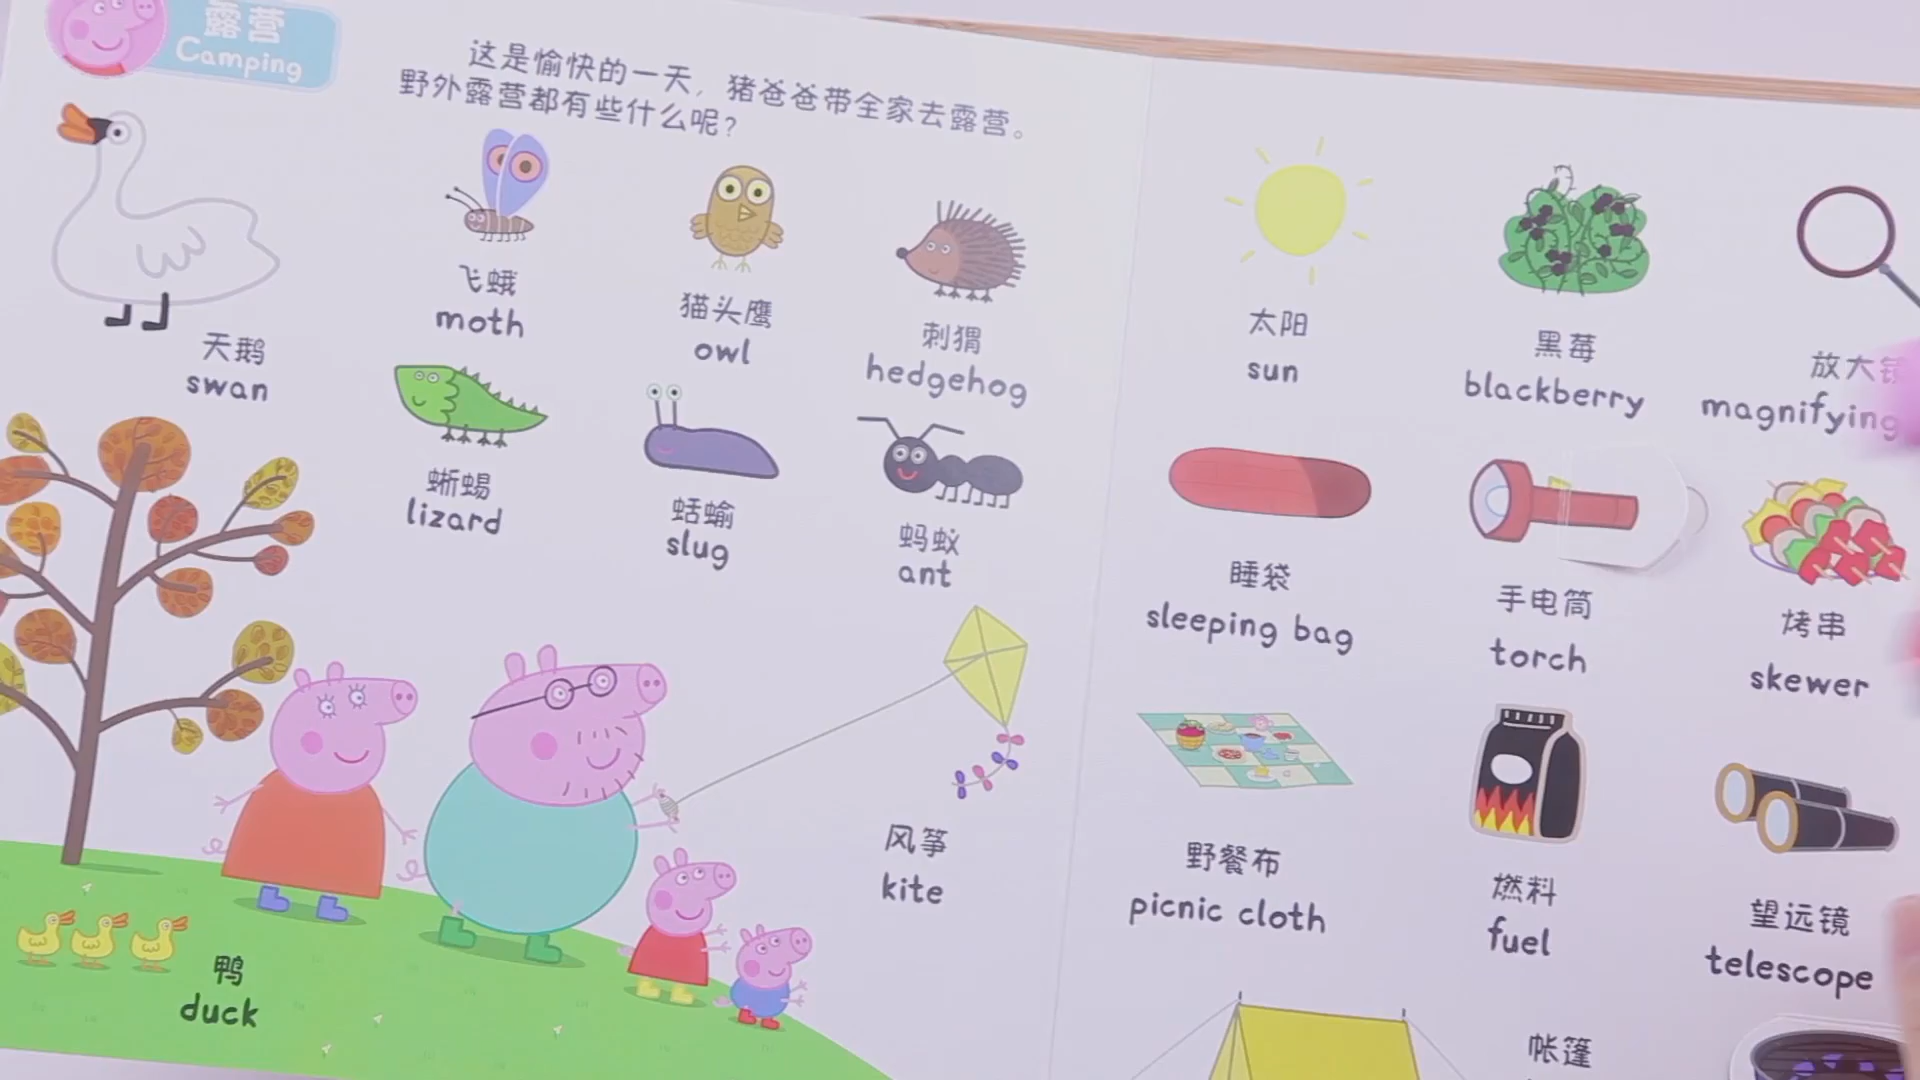 露营
Camping
这是愉快的一天，猪爸爸带全家去露营。
野外露营都有些什么呢？
天鹅
swan
飞蛾
moth
猫头鹰
owl
刺猬
hedgehog
蜥蜴
lizard
蛞蝓
slug
蚂蚁
ant
风筝
kite
鸭
duck
太阳
sun
黑莓
blackberry
放大镜
magnifying
睡袋
sleeping bag
手电筒
torch
烤串
skewer
野餐布
picnic cloth
燃料
fuel
望远镜
telescope
帐篷